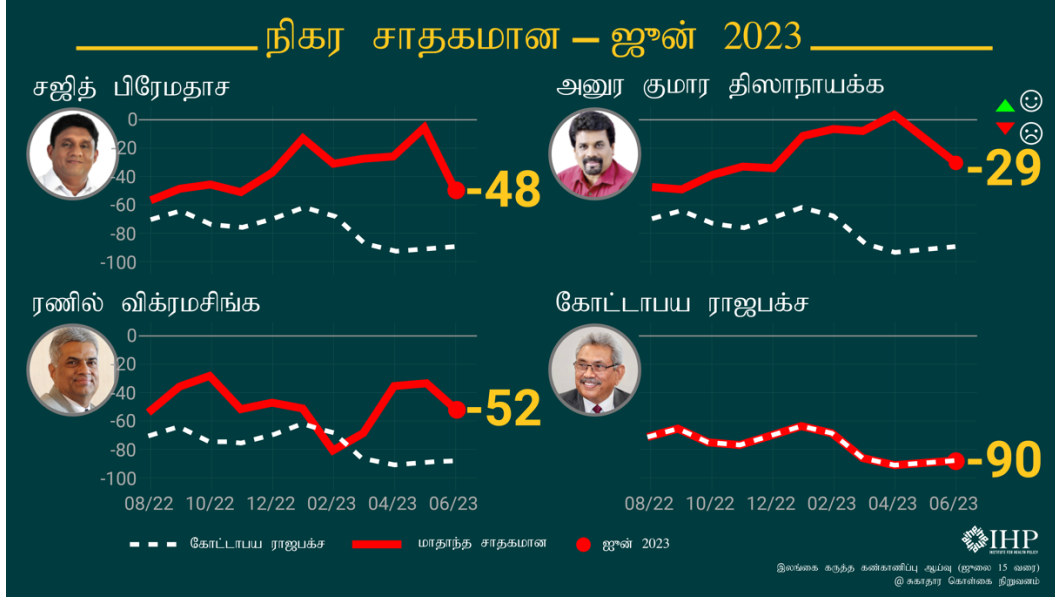 நிகர சாதகமான – ஜூன் 2023
சஜித் பிரேமதாச
0
-20
-40
-60
-80
-100
-48
அனுர குமார திஸாநாயக்க
-29
ரணில் விக்ரமசிங்க
0
-20
-40
-60
-80
-100
-52
08/22 10/22 12/22 02/23 04/23 06/23
கோட்டாபய ராஜபக்ச
-90
08/22 10/22 12/22 02/23 04/23 06/23
கோட்டாபய ராஜபக்ச மாதாந்த சாதகமான ஜூன் 2023
IHP
INSTITUTE FOR HEALTH POLICY
இலங்கை கருத்த கண்காணிப்பு ஆய்வு (ஜுலை 15 வரை)
@ சுகாதார கொள்கை நிறுவனம்